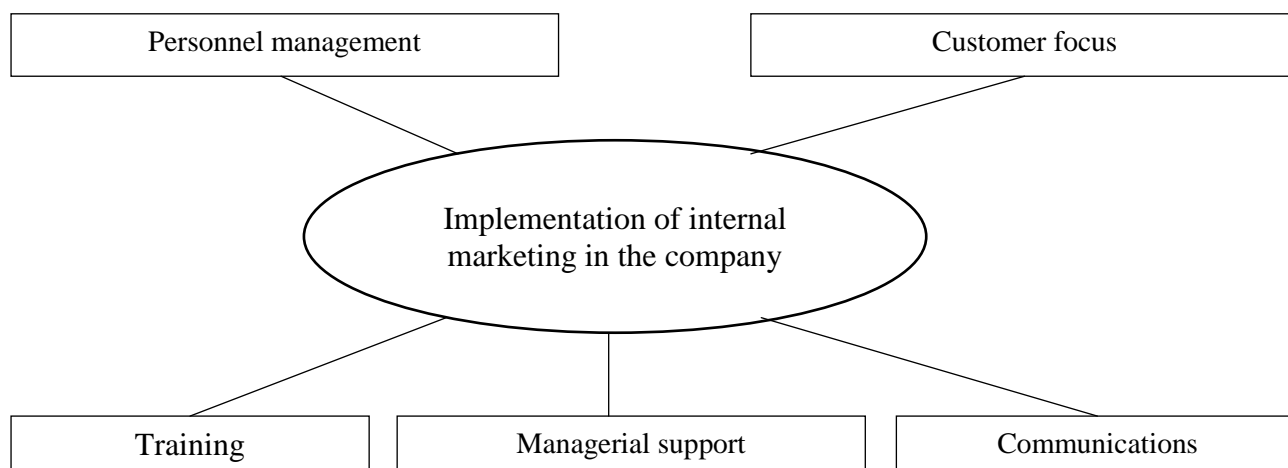 Personnel management
Customer focus
Implementation of internal
marketing in the company
Training
Managerial support
Communications